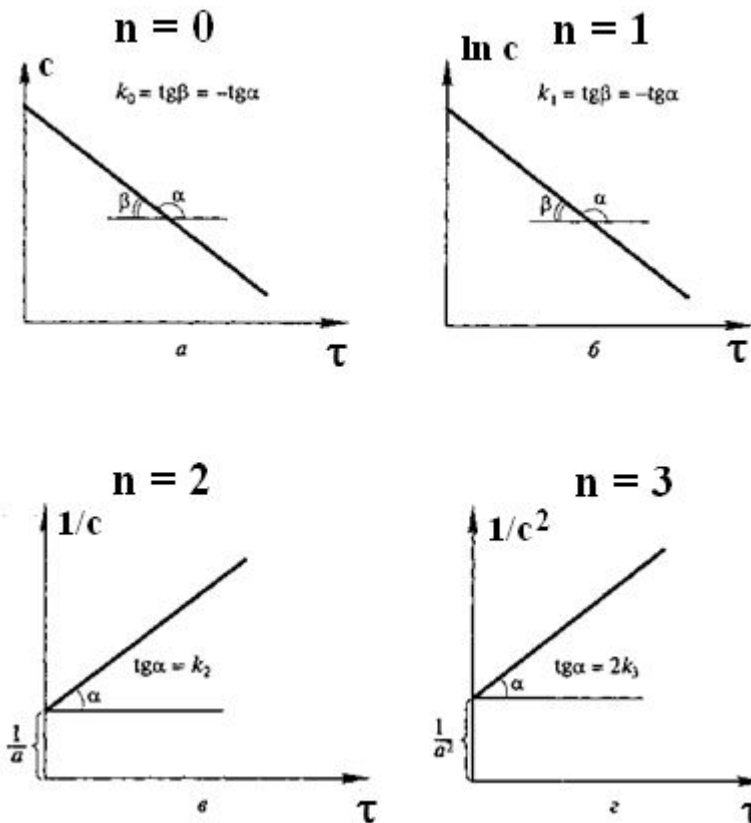 n = 0
c
k₀ = tgβ = –tgα
β
α
τ
а
n = 1
ln c
k₁ = tgβ = –tgα
β
α
τ
б
n = 2
1/c
tgα = k₂
α
1/a
τ
в
n = 3
1/c²
tgα = 2k₃
α
1/a²
τ
г